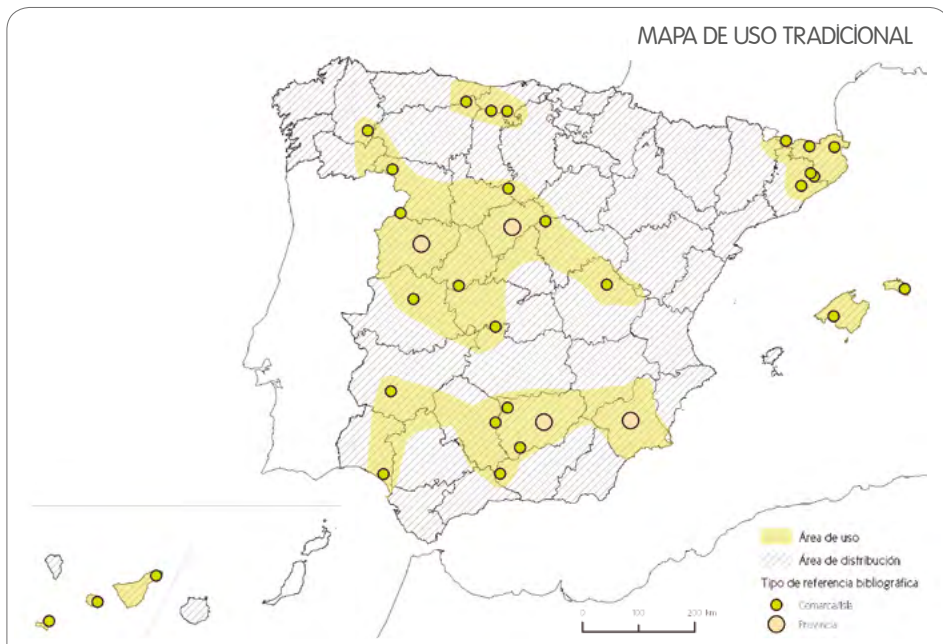 MAPA DE USO TRADICIONAL
Área de uso
Área de distribución
Tipo de referencia bibliográfica
Comarca/Isla
Provincia
0 100 200 km